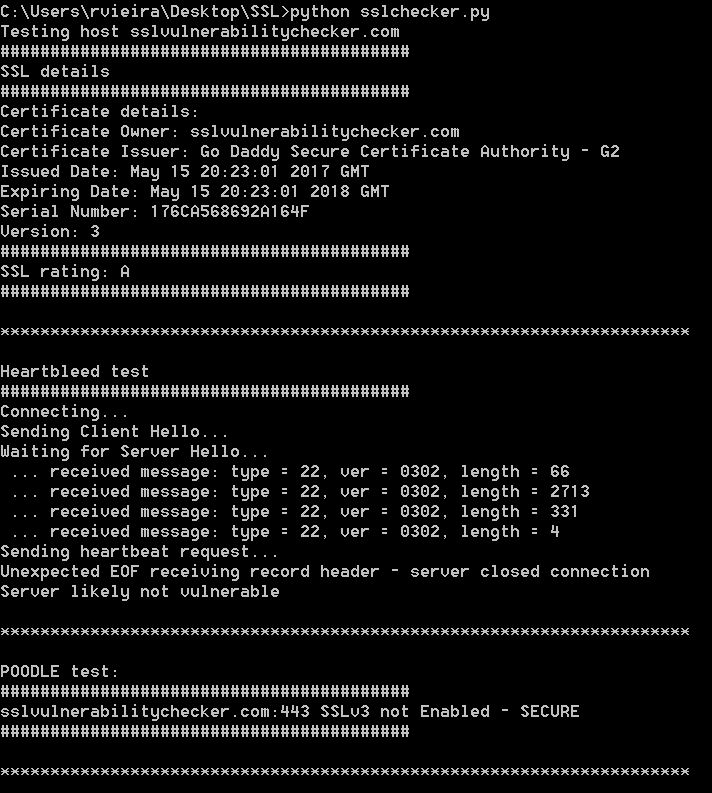 C:\Users\rvieira\Desktop\SSL>python sslchecker.py
Testing host sslvulnerabilitychecker.com
#########################################
SSL details
#########################################
Certificate details:
Certificate Owner: sslvulnerabilitychecker.com
Certificate Issuer: Go Daddy Secure Certificate Authority - G2
Issued Date: May 15 20:23:01 2017 GMT
Expiring Date: May 15 20:23:01 2018 GMT
Serial Number: 176CA568692A164F
Version: 3
#########################################
SSL rating: A
#########################################
*********************************************************************
Heartbleed test
#########################################
Connecting...
Sending Client Hello...
Waiting for Server Hello...
 ... received message: type = 22, ver = 0302, length = 66
 ... received message: type = 22, ver = 0302, length = 2713
 ... received message: type = 22, ver = 0302, length = 331
 ... received message: type = 22, ver = 0302, length = 4
Sending heartbeat request...
Unexpected EOF receiving record header - server closed connection
Server likely not vulnerable
*********************************************************************
POODLE test:
#########################################
sslvulnerabilitychecker.com:443 SSLv3 not Enabled - SECURE
#########################################
*********************************************************************